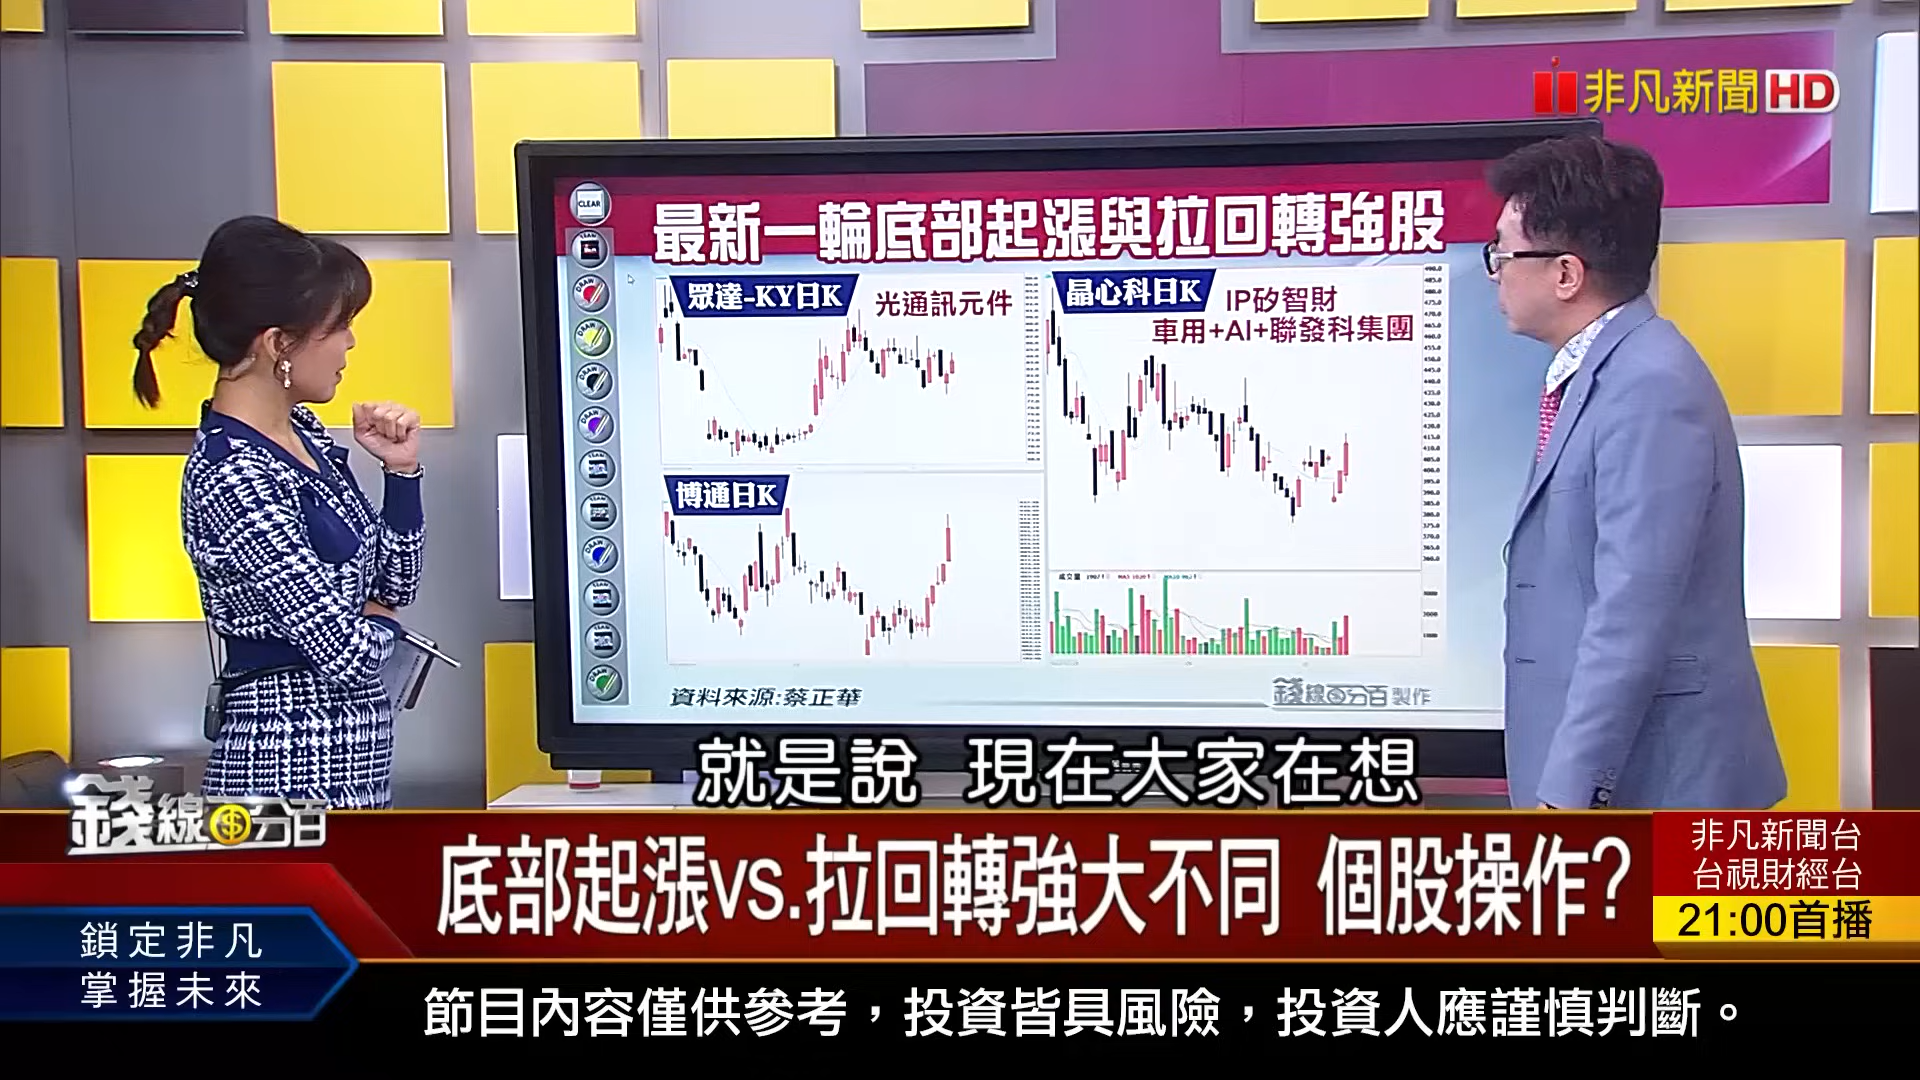 非凡新聞HD
CLEAR
最新一輪底部起漲與拉回轉強股
眾達-KY日K
光通訊元件
晶心科日K
IP矽智財
車用+AI+聯發科集團
博通日K
成交量
資料來源:蔡正華
錢線百分百 製作
就是說 現在大家在想
錢線百分百
底部起漲vs.拉回轉強大不同 個股操作?
非凡新聞台
台視財經台
21:00首播
鎖定非凡
掌握未來
節目內容僅供參考，投資皆具風險，投資人應謹慎判斷。